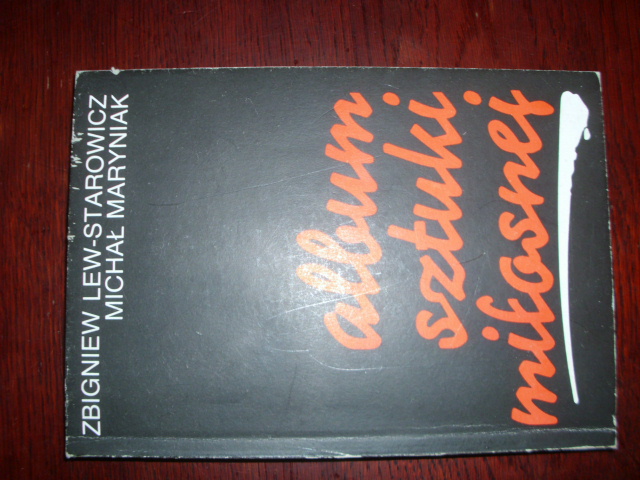 ZBIGNIEW LEW-STAROWICZ
MICHAŁ MARYNIAK
album
sztuki
miłosnej